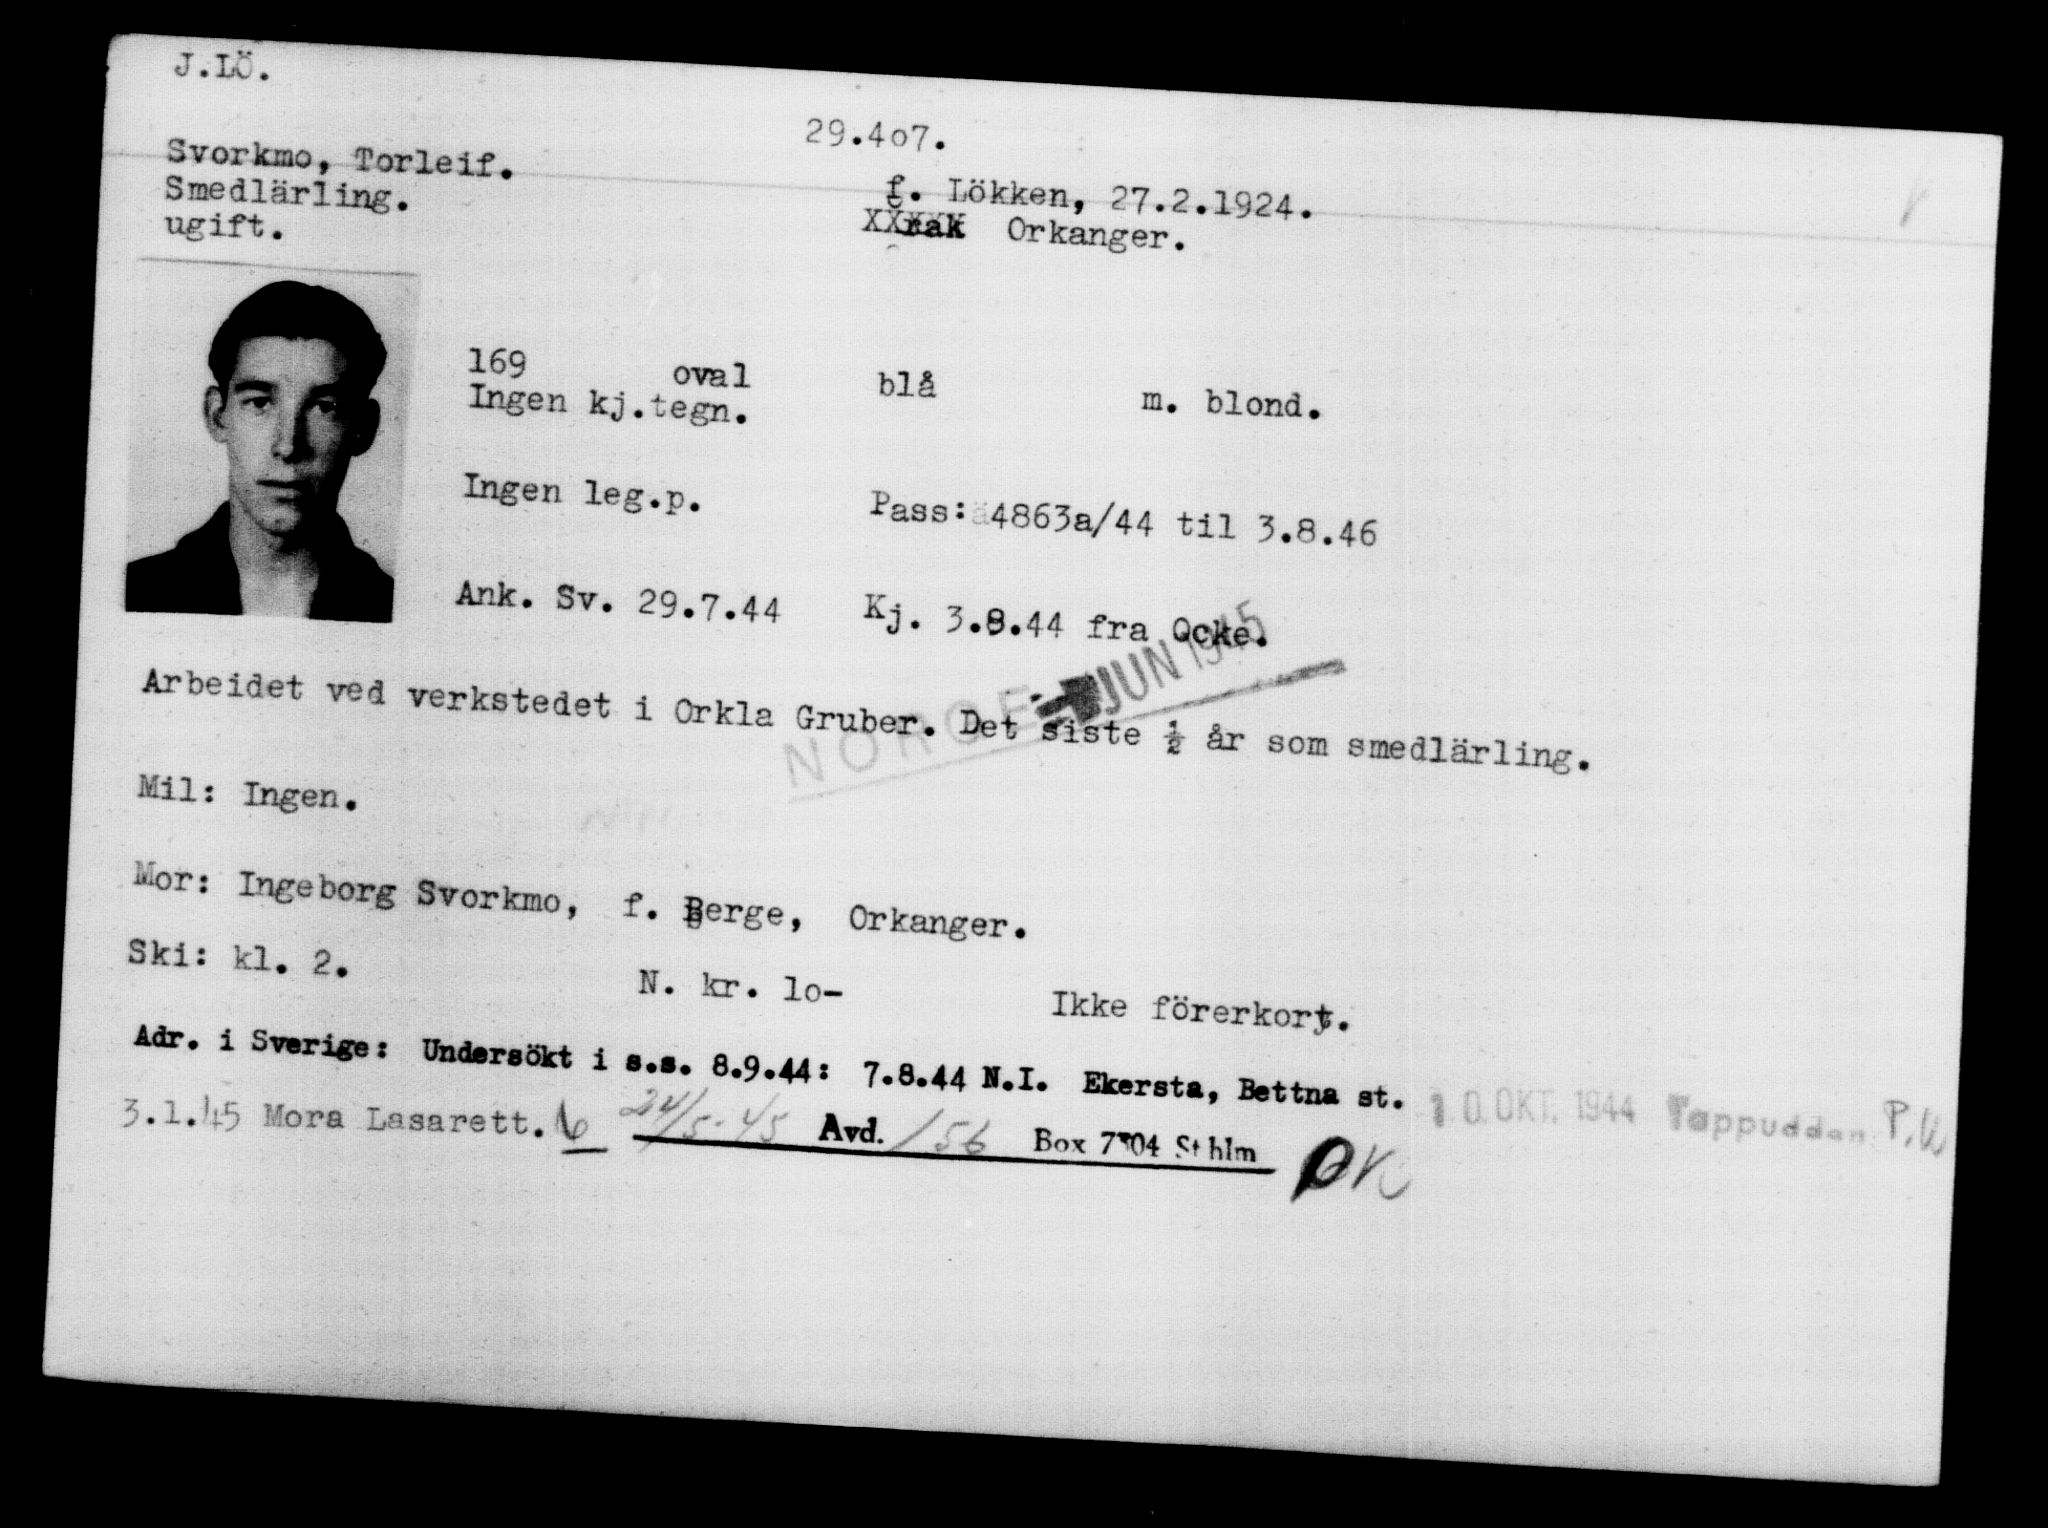 J.LÖ.
29.4o7.
Svorkmo, Torleif.
f. Lökken, 27.2.1924.
Smedlärling.
Orkanger.
ugift.
169 oval blå m. blond.
Ingen kj.tegn.
Ingen leg.p. Pass: 4863a/44 til 3.8.46
Ank. Sv. 29.7.44 Kj. 3.8.44 fra Ocke.
NORGE JUN 1945
Arbeidet ved verkstedet i Orkla Gruber. Det siste ½ år som smedlärling.
Mil: Ingen.
Mor: Ingeborg Svorkmo, f. Berge, Orkanger.
Ski: kl. 2. N. kr. lo- Ikke förerkort.
Adr. i Sverige: Undersökt i s.s. 8.9.44: 7.8.44 N.I. Ekersta, Bettna st. 10.OKT. 1944 Tappudden P.U
3.1.45 Mora Lasarett. 24/5-45 Avd. /56 Box 7304 Sthlm